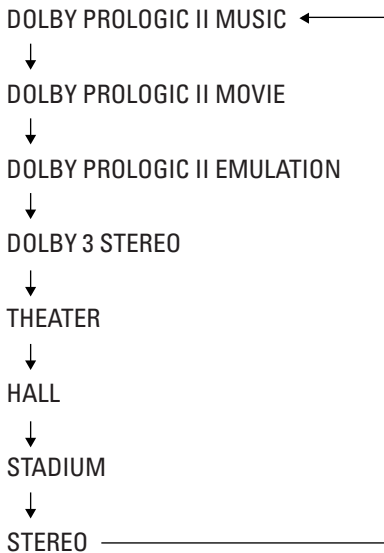 DOLBY PROLOGIC II MUSIC
DOLBY PROLOGIC II MOVIE
DOLBY PROLOGIC II EMULATION
DOLBY 3 STEREO
THEATER
HALL
STADIUM
STEREO